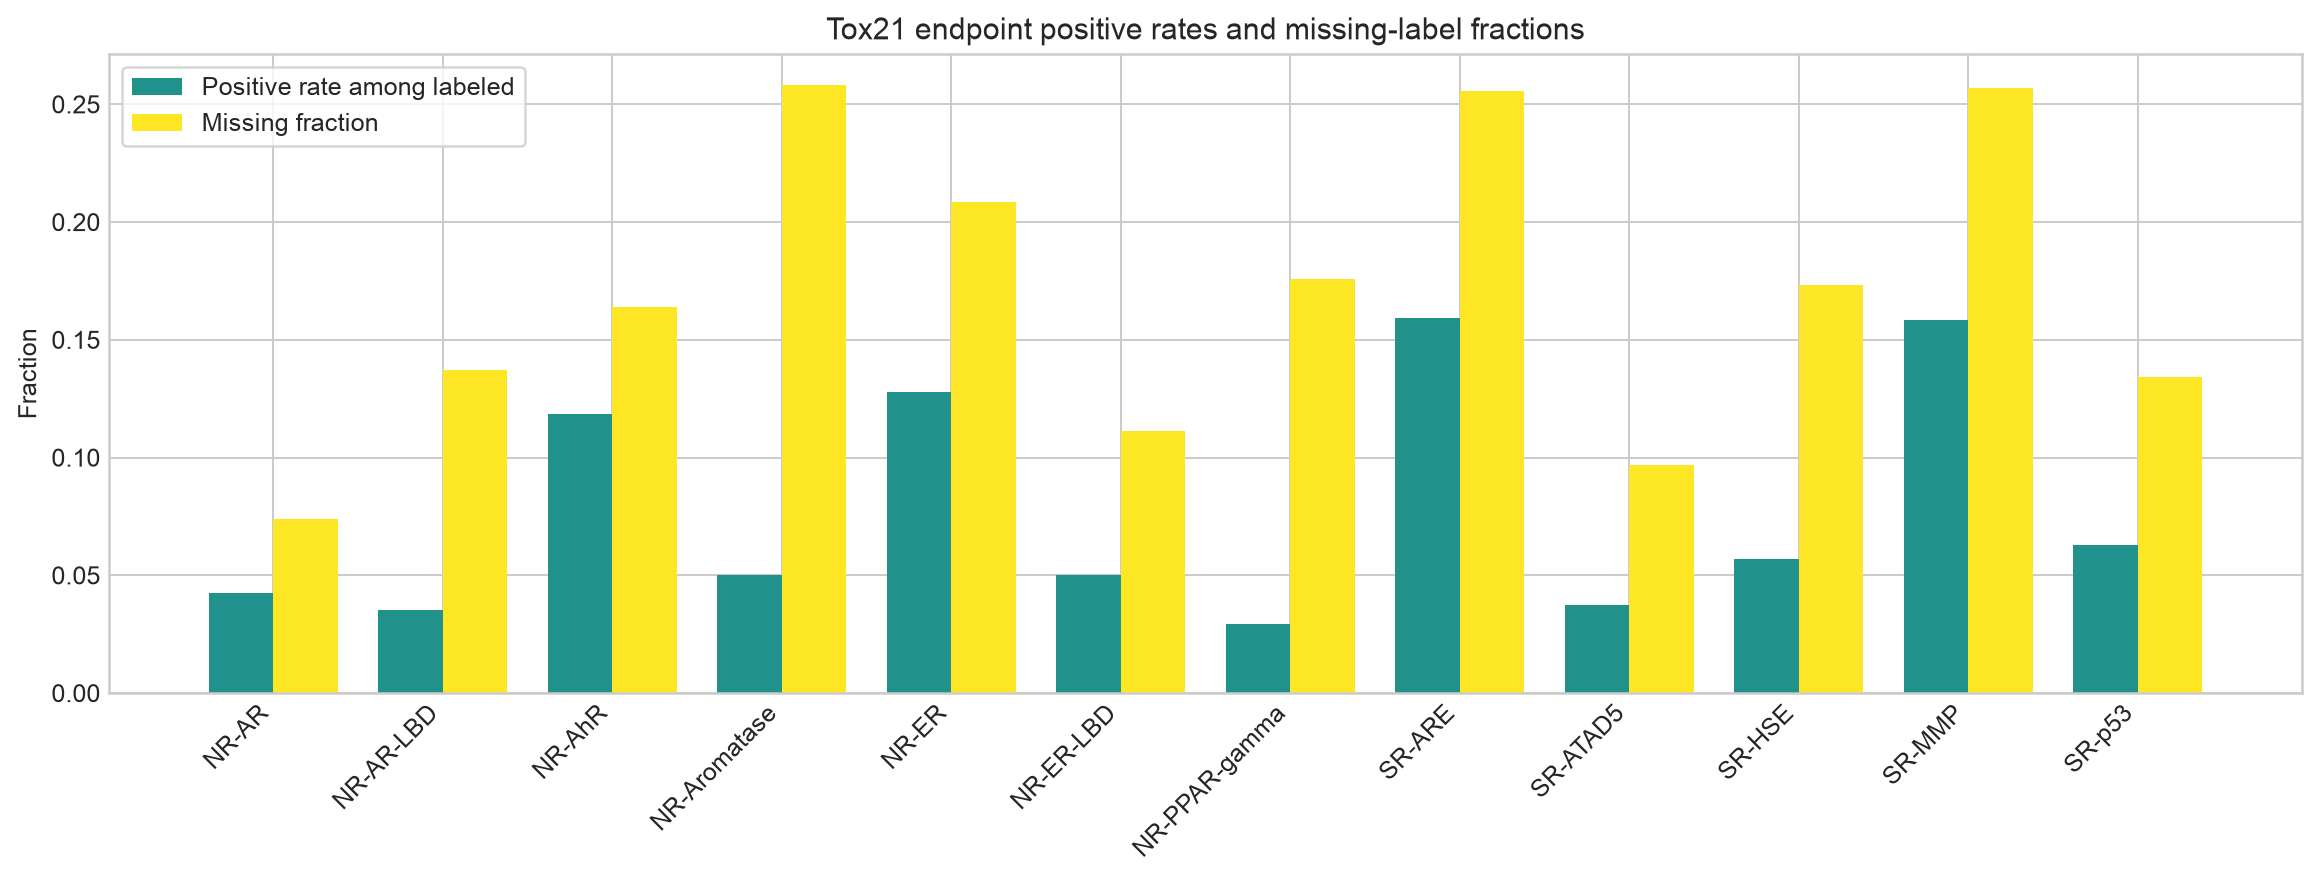 Tox21 endpoint positive rates and missing-label fractions
Positive rate among labeled
Missing fraction
Fraction
0.25
0.20
0.15
0.10
0.05
0.00
NR-AR
NR-AR-LBD
NR-AhR
NR-Aromatase
NR-ER
NR-ER-LBD
NR-PPAR-gamma
SR-ARE
SR-ATAD5
SR-HSE
SR-MMP
SR-p53